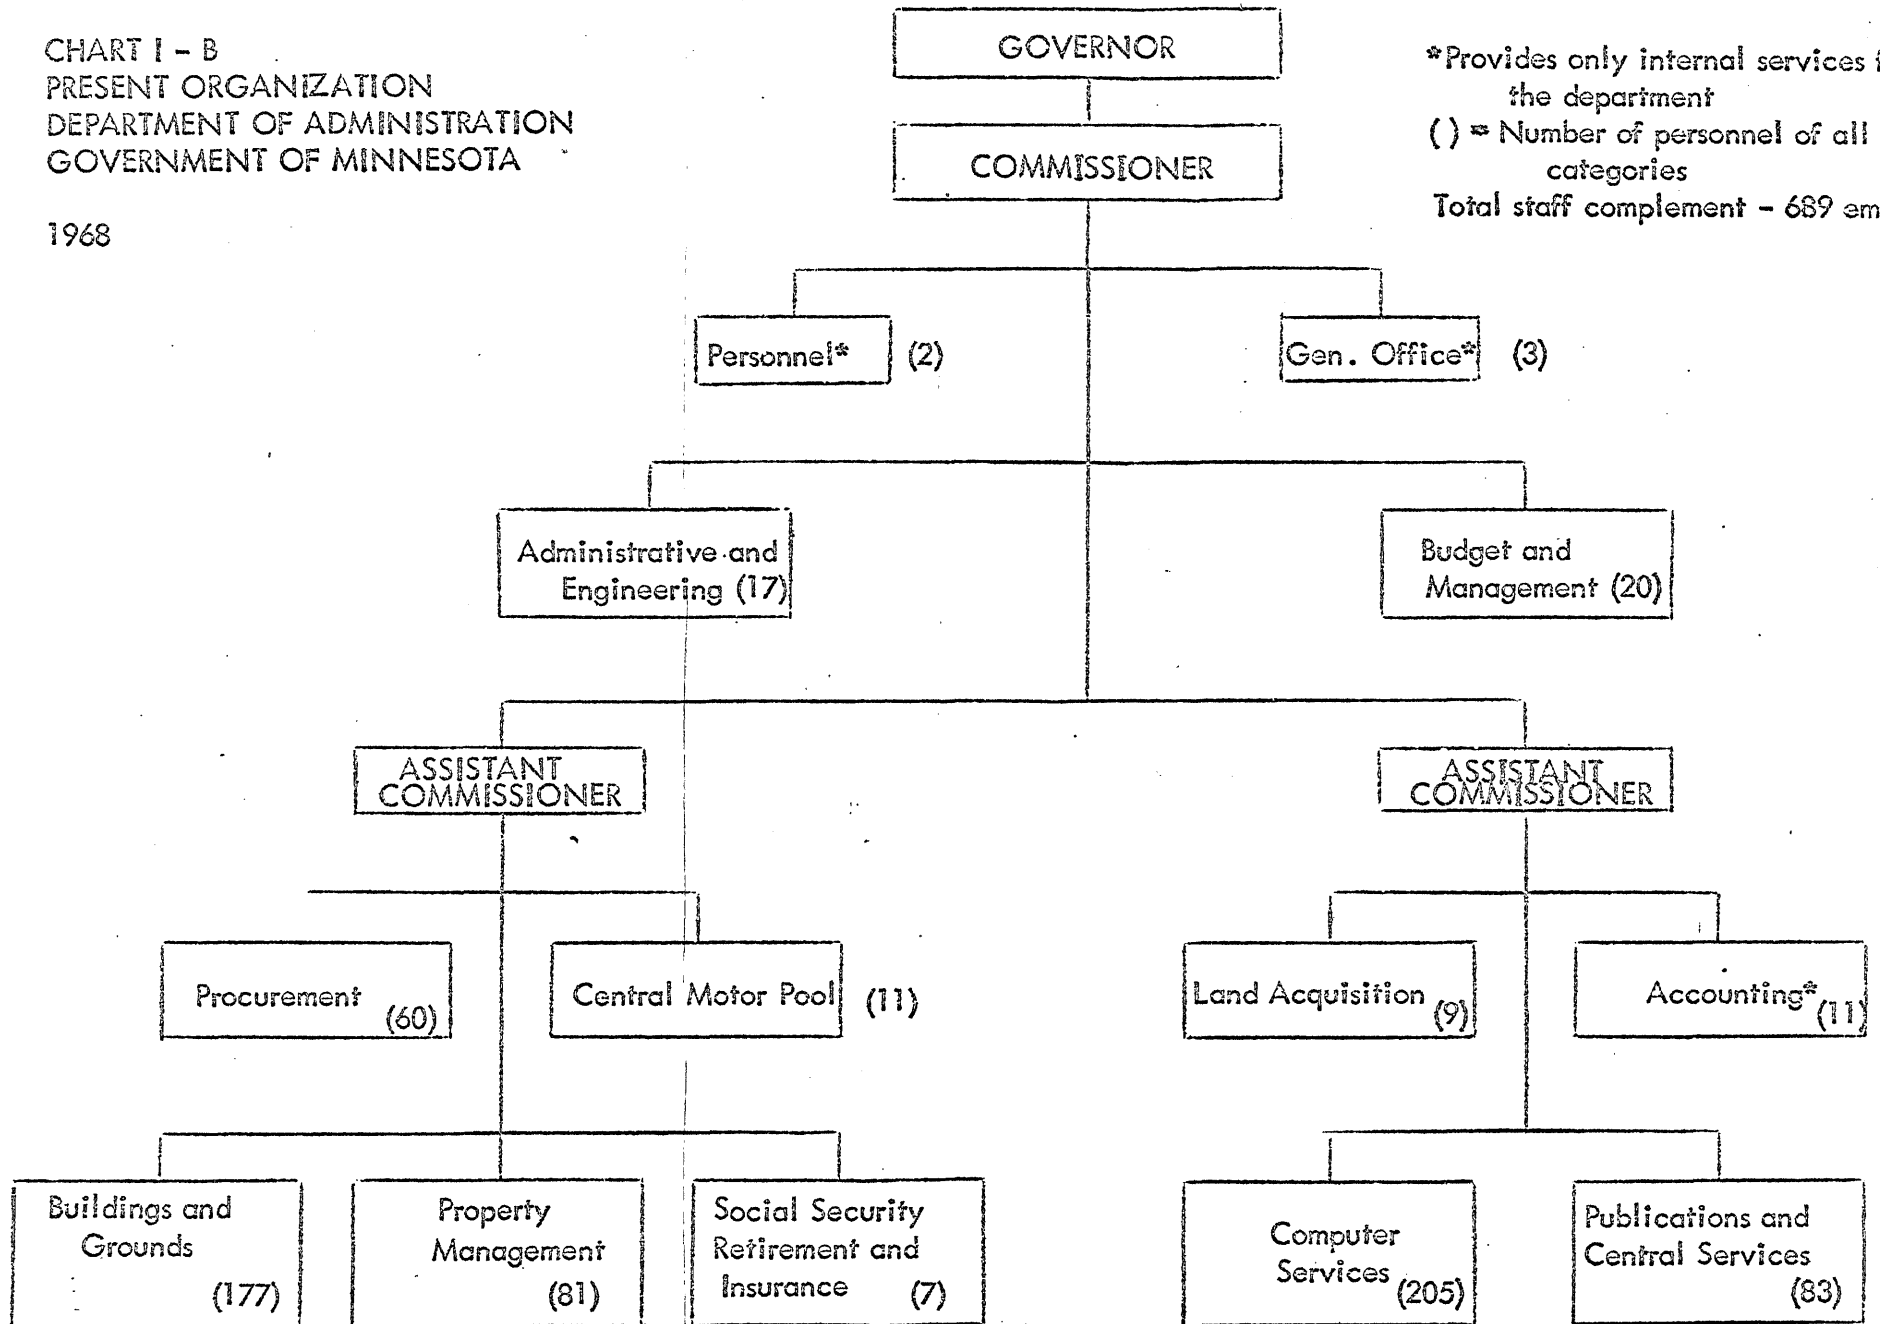 CHART I - B
PRESENT ORGANIZATION
DEPARTMENT OF ADMINISTRATION
GOVERNMENT OF MINNESOTA
1968
*Provides only internal services
the department
( ) = Number of personnel of all
categories
Total staff complement - 689
GOVERNOR
COMMISSIONER
Personnel* (2)
Gen. Office* (3)
Administrative and
Engineering (17)
Budget and
Management (20)
ASSISTANT
COMMISSIONER
ASSISTANT
COMMISSIONER
Procurement
(60)
Central Motor Pool (11)
Land Acquisition
(9)
Accounting*
(11)
Buildings and
Grounds
(177)
Property
Management
(81)
Social Security
Retirement and
Insurance (7)
Computer
Services
(205)
Publications and
Central Services
(83)